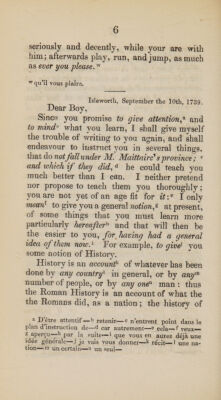 6
seriously and decently, while your are with
him; afterwards play, run, and jump, as much
as ever you please."
w qu'il vous plaira.
Isleworth, September the 10th, 1739.
Dear Boy,
Since you promise to give attention, and
to mind what you learn, I shall give myself
the trouble of writing to you again, and shall
endeavour to instruct you in several things,
that do not fall under M. Maittaire's province;
and which if they did, he could teach you
much better than I can. I neither pretend
nor propose to teach them you thoroughly;
you are not yet of an age fit for it: I only
mean to give you a general notion, at present,
of some things that you must learn more
particularly hereafter and that will then be
the easier to you, for having had a general
idea of them now. For example, to give you
some notion of History.
History is an account of whatever has been
done by any country in general, or by any
number of people, or by any one man: thus
the Roman History is an account of what the
the Romans did, as a nation; the history of
a D'être attentif—b retenir—c n'entrent point dans le
plan d'instruction de—d car autrement—e cela—f veux—
g aperçu—h par la suite—i que vous en aurez déjà une
idée générale—j je vais vous donner—k récit—l une na-
tion—m un certain—n un seul—